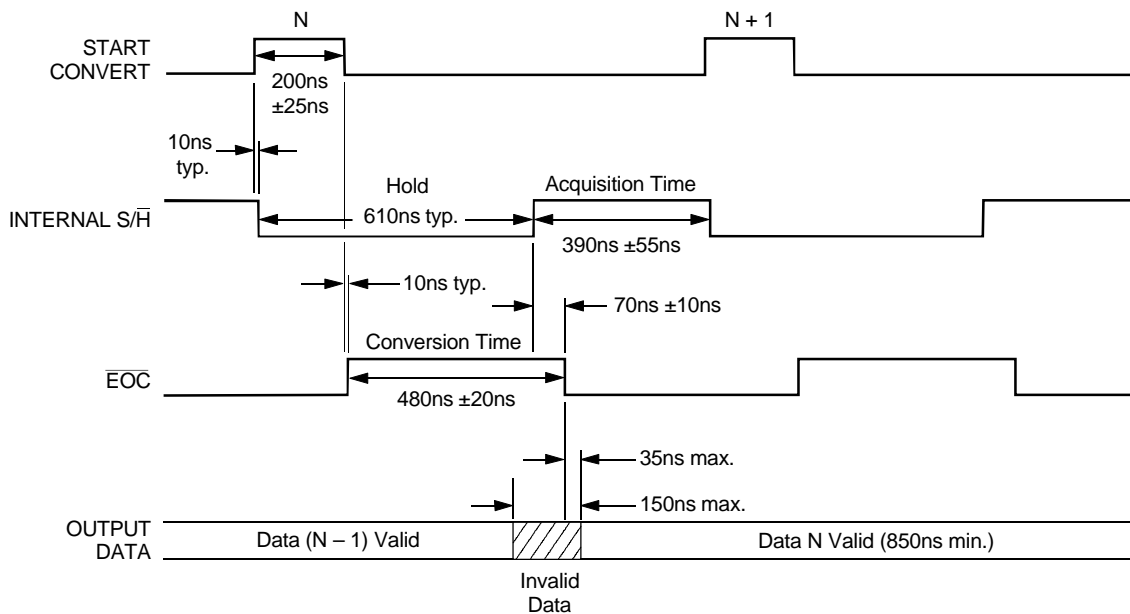 N
N + 1
START
CONVERT
200ns
±25ns
10ns
typ.
Hold
Acquisition Time
INTERNAL S/H̅
610ns typ.
390ns ±55ns
10ns typ.
70ns ±10ns
Conversion Time
E̅O̅C̅
480ns ±20ns
35ns max.
150ns max.
OUTPUT
DATA
Data (N – 1) Valid
Data N Valid (850ns min.)
Invalid
Data